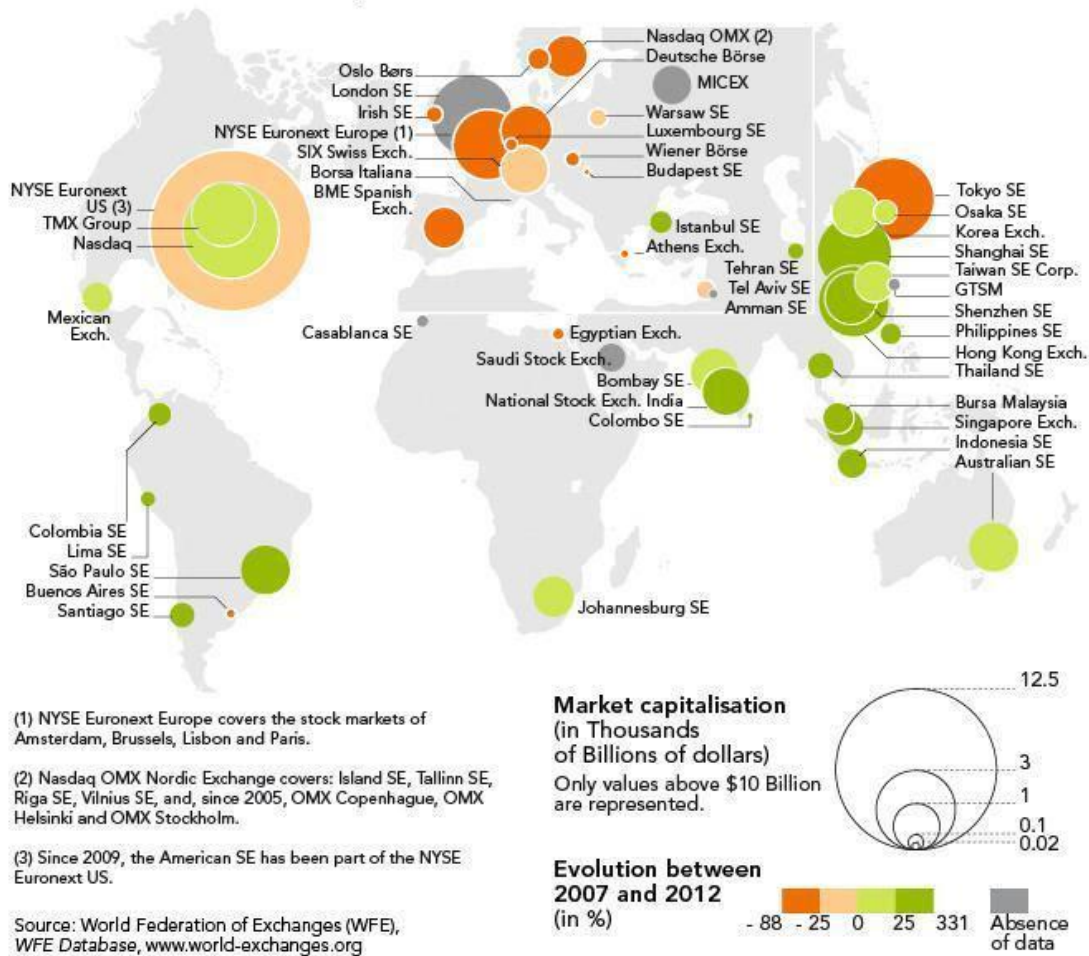 Nasdaq OMX (2)
Deutsche Börse
Oslo Børs
London SE
Irish SE
NYSE Euronext Europe (1)
SIX Swiss Exch.
Borsa Italiana
BME Spanish
Exch.
MICEX
Warsaw SE
Luxembourg SE
Wiener Börse
Budapest SE
NYSE Euronext
US (3)
TMX Group
Nasdaq
Mexican
Exch.
Istanbul SE
Athens Exch.
Tehran SE
Tel Aviv SE
Amman SE
Casablanca SE
Egyptian Exch.
Saudi Stock Exch.
Bombay SE
National Stock Exch. India
Colombo SE
Tokyo SE
Osaka SE
Korea Exch.
Shanghai SE
Taiwan SE Corp.
GTSM
Shenzhen SE
Philippines SE
Hong Kong Exch.
Thailand SE
Bursa Malaysia
Singapore Exch.
Indonesia SE
Australian SE
Colombia SE
Lima SE
São Paulo SE
Buenos Aires SE
Santiago SE
Johannesburg SE
(1) NYSE Euronext Europe covers the stock markets of
Amsterdam, Brussels, Lisbon and Paris.
(2) Nasdaq OMX Nordic Exchange covers: Island SE, Tallinn SE,
Riga SE, Vilnius SE, and, since 2005, OMX Copenhague, OMX
Helsinki and OMX Stockholm.
(3) Since 2009, the American SE has been part of the NYSE
Euronext US.
Source: World Federation of Exchanges (WFE),
WFE Database, www.world-exchanges.org
Market capitalisation
(in Thousands
of Billions of dollars)
Only values above $10 Billion
are represented.
12.5
3
1
0.1
0.02
Evolution between
2007 and 2012
(in %)
- 88 - 25 0 25 331
Absence
of data